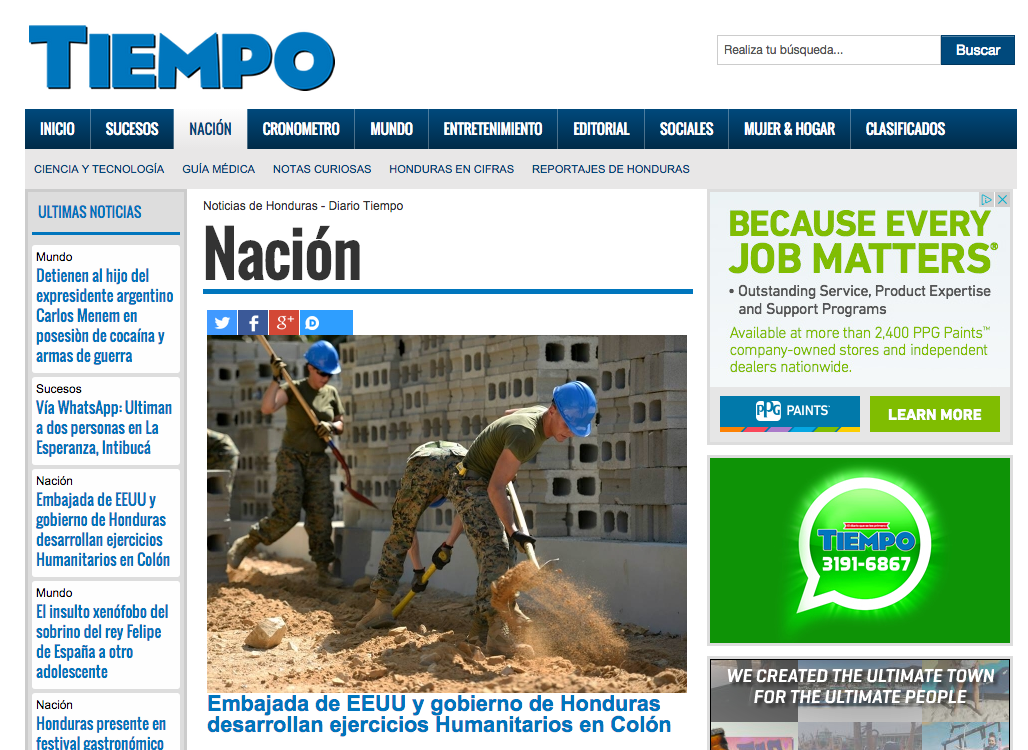 TIEMPO
Realiza tu búsqueda...
Buscar
INICIO
SUCESOS
NACIÓN
CRONOMETRO
MUNDO
ENTRETENIMIENTO
EDITORIAL
SOCIALES
MUJER & HOGAR
CLASIFICADOS
CIENCIA Y TECNOLOGÍA
GUÍA MÉDICA
NOTAS CURIOSAS
HONDURAS EN CIFRAS
REPORTAJES DE HONDURAS
ULTIMAS NOTICIAS
Mundo
Detienen al hijo del
expresidente argentino
Carlos Menem en
posesiòn de cocaína y
armas de guerra
Sucesos
Vía WhatsApp: Ultiman
a dos personas en La
Esperanza, Intibucá
Nación
Embajada de EEUU y
gobierno de Honduras
desarrollan ejercicios
Humanitarios en Colón
Mundo
El insulto xenófobo del
sobrino del rey Felipe
de España a otro
adolescente
Nación
Honduras presente en
festival gastronómico
Noticias de Honduras - Diario Tiempo
Nación
Embajada de EEUU y gobierno de Honduras
desarrollan ejercicios Humanitarios en Colón
BECAUSE EVERY
JOB MATTERS®
• Outstanding Service, Product Expertise
and Support Programs
Available at more than 2,400 PPG Paints™
company-owned stores and independent
dealers nationwide.
PPG PAINTS™
LEARN MORE
TIEMPO
3191-6867
WE CREATED THE ULTIMATE TOWN
FOR THE ULTIMATE PEOPLE